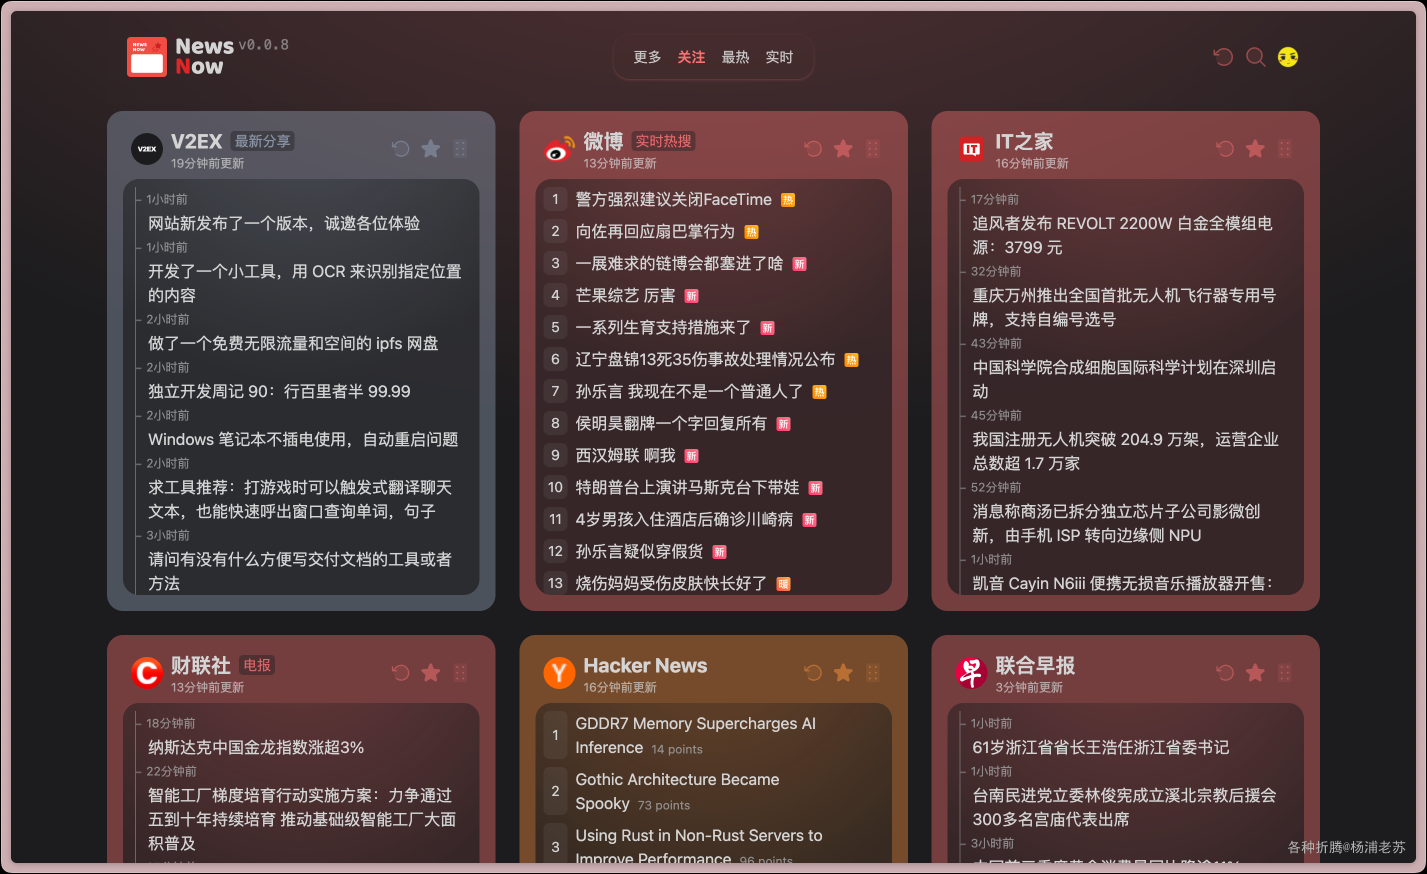 NEWS
NOW
News v0.0.8
Now
更多 关注 最热 实时
V2EX
V2EX 最新分享
19分钟前更新
1小时前
网站新发布了一个版本，诚邀各位体验
1小时前
开发了一个小工具，用 OCR 来识别指定位置
的内容
2小时前
做了一个免费无限流量和空间的 ipfs 网盘
2小时前
独立开发周记 90：行百里者半 99.99
2小时前
Windows 笔记本不插电使用，自动重启问题
2小时前
求工具推荐：打游戏时可以触发式翻译聊天
文本，也能快速呼出窗口查询单词，句子
3小时前
请问有没有什么方便写交付文档的工具或者
方法
微博 实时热搜
13分钟前更新
1 警方强烈建议关闭FaceTime 热
2 向佐再回应扇巴掌行为 热
3 一展难求的链博会都塞进了啥 新
4 芒果综艺 厉害 新
5 一系列生育支持措施来了 新
6 辽宁盘锦13死35伤事故处理情况公布 热
7 孙乐言 我现在不是一个普通人了 热
8 侯明昊翻牌一个字回复所有 新
9 西汉姆联 啊我 新
10 特朗普台上演讲马斯克台下带娃 新
11 4岁男孩入住酒店后确诊川崎病 新
12 孙乐言疑似穿假货 新
13 烧伤妈妈受伤皮肤快长好了 暖
IT
IT之家
16分钟前更新
17分钟前
追风者发布 REVOLT 2200W 白金全模组电
源：3799 元
32分钟前
重庆万州推出全国首批无人机飞行器专用号
牌，支持自编号选号
43分钟前
中国科学院合成细胞国际科学计划在深圳启
动
45分钟前
我国注册无人机突破 204.9 万架，运营企业
总数超 1.7 万家
52分钟前
消息称商汤已拆分独立芯片子公司影微创
新，由手机 ISP 转向边缘侧 NPU
1小时前
凯音 Cayin N6iii 便携无损音乐播放器开售：
C
财联社 电报
13分钟前更新
18分钟前
纳斯达克中国金龙指数涨超3%
22分钟前
智能工厂梯度培育行动实施方案：力争通过
五到十年持续培育 推动基础级智能工厂大面
积普及
Y
Hacker News
16分钟前更新
1 GDDR7 Memory Supercharges AI
Inference 14 points
2 Gothic Architecture Became
Spooky 73 points
3 Using Rust in Non-Rust Servers to
Improve Performance 96 points
早
联合早报
3分钟前更新
1小时前
61岁浙江省省长王浩任浙江省委书记
1小时前
台南民进党立委林俊宪成立溪北宗教后援会
300多名宫庙代表出席
3小时前
各种折腾@杨浦老苏